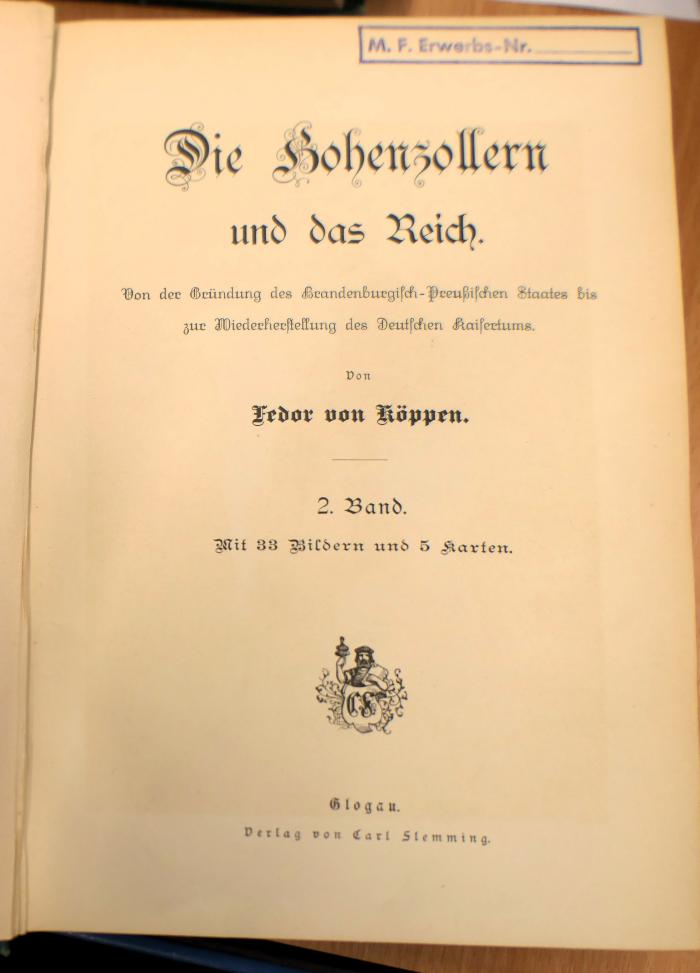 M. F. Erwerbs-Nr.
Die Hohenzollern
und das Reich.
Von der Gründung des Brandenburgisch-Preußischen Staates bis
zur Wiederherstellung des Deutschen Kaisertums.
Von
Fedor von Köppen.
2. Band.
Mit 33 Bildern und 5 Karten.
CF
Glogau.
Verlag von Carl Flemming.